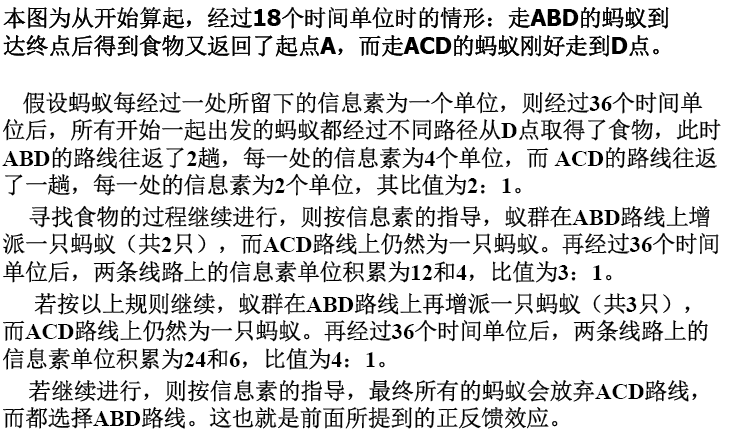 本图为从开始算起，经过18个时间单位时的情形：走ABD的蚂蚁到
达终点后得到食物又返回了起点A，而走ACD的蚂蚁刚好走到D点。
假设蚂蚁每经过一处所留下的信息素为一个单位，则经过36个时间单
位后，所有开始一起出发的蚂蚁都经过不同路径从D点取得了食物，此时
ABD的路线往返了2趟，每一处的信息素为4个单位，而 ACD的路线往返
了一趟，每一处的信息素为2个单位，其比值为2：1。
寻找食物的过程继续进行，则按信息素的指导，蚁群在ABD路线上增
派一只蚂蚁（共2只），而ACD路线上仍然为一只蚂蚁。再经过36个时间
单位后，两条线路上的信息素单位积累为12和4，比值为3：1。
若按以上规则继续，蚁群在ABD路线上再增派一只蚂蚁（共3只），
而ACD路线上仍然为一只蚂蚁。再经过36个时间单位后，两条线路上的
信息素单位积累为24和6，比值为4：1。
若继续进行，则按信息素的指导，最终所有的蚂蚁会放弃ACD路线，
而都选择ABD路线。这也就是前面所提到的正反馈效应。